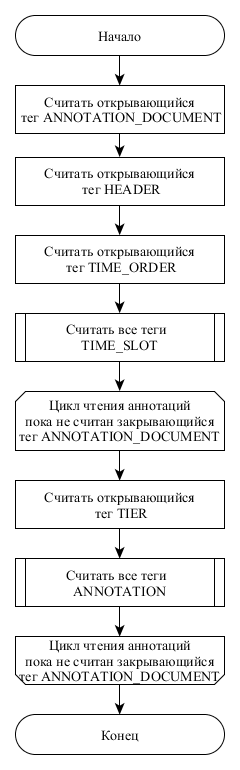 Начало
Считать открывающийся
тег ANNOTATION_DOCUMENT
Считать открывающийся
тег HEADER
Считать открывающийся
тег TIME_ORDER
Считать все теги
TIME_SLOT
Цикл чтения аннотаций
пока не считан закрывающийся
тег ANNOTATION_DOCUMENT
Считать открывающийся
тег TIER
Считать все теги
ANNOTATION
Цикл чтения аннотаций
пока не считан закрывающийся
тег ANNOTATION_DOCUMENT
Конец